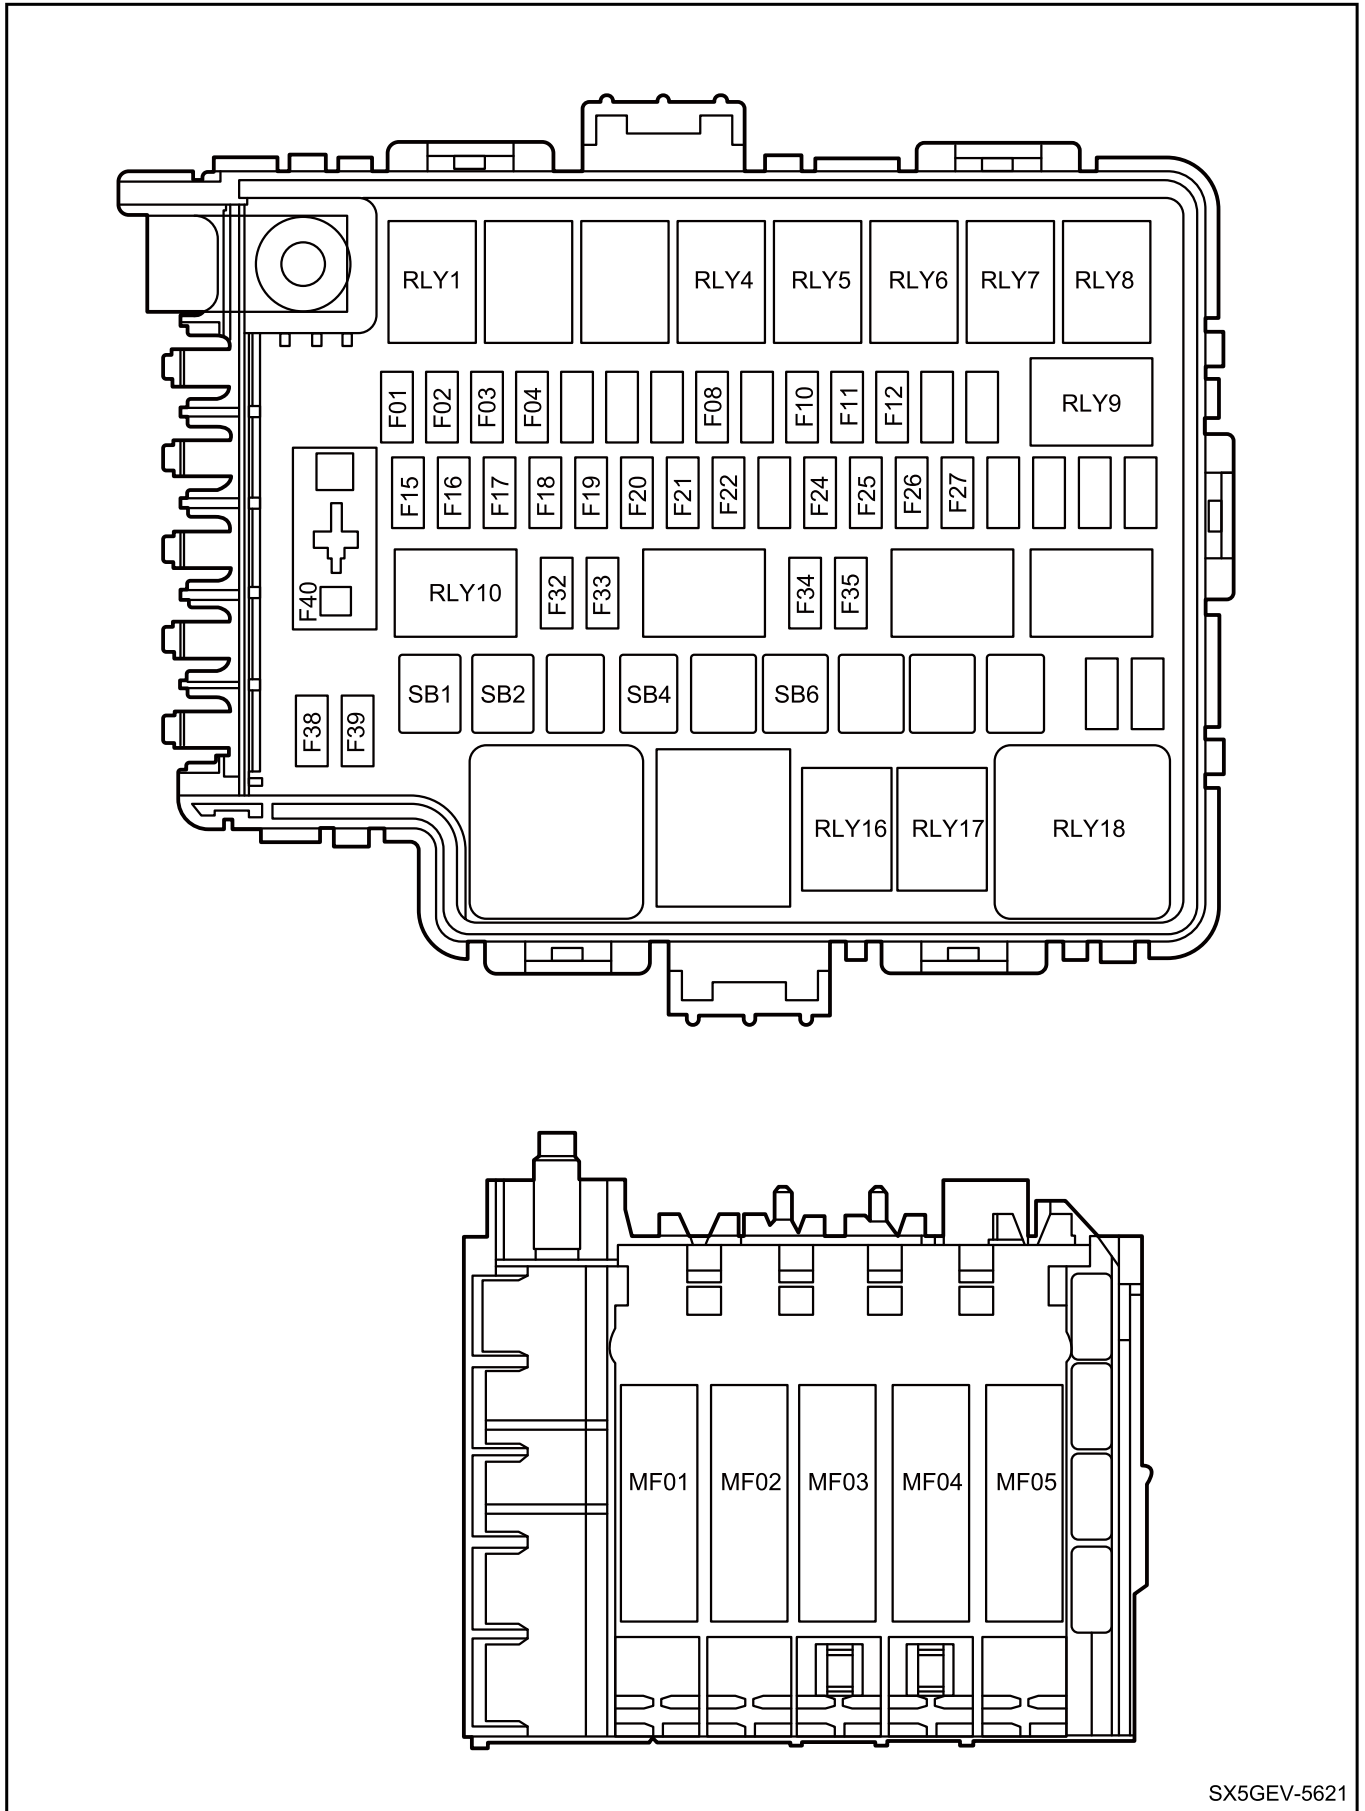 RLY1 RLY4 RLY5 RLY6 RLY7 RLY8
F01 F02 F03 F04 F08 F10 F11 F12 RLY9
F15 F16 F17 F18 F19 F20 F21 F22 F24 F25 F26 F27
F40 RLY10 F32 F33 F34 F35
SB1 SB2 SB4 SB6
F38 F39
RLY16 RLY17 RLY18
MF01 MF02 MF03 MF04 MF05
SX5GEV-5621